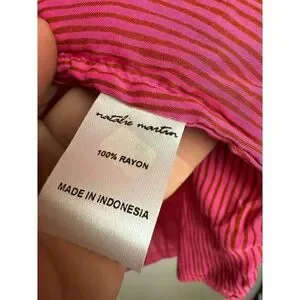 natalie martin
100% RAYON
MADE IN INDONESIA